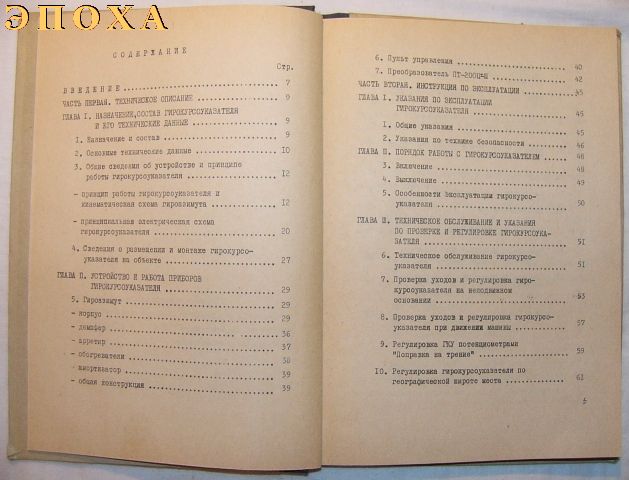 ЭПОХА
СОДЕРЖАНИЕ
Стр.
ВВЕДЕНИЕ 7
ЧАСТЬ ПЕРВАЯ. ТЕХНИЧЕСКОЕ ОПИСАНИЕ 9
ГЛАВА I. НАЗНАЧЕНИЕ, СОСТАВ ГИРОКУРСОУКАЗАТЕЛЯ
И ЕГО ТЕХНИЧЕСКИЕ ДАННЫЕ 9
1. Назначение и состав 9
2. Основные технические данные 10
3. Общие сведения об устройстве и принципе
работы гирокурсоуказателя 12
- принцип работы гирокурсоуказателя и
кинематическая схема гироазимута 12
- принципиальная электрическая схема
гирокурсоуказателя 20
4. Сведения о размещении и монтаже гирокурсо-
указателя на объекте 27
ГЛАВА П. УСТРОЙСТВО И РАБОТА ПРИБОРОВ
ГИРОКУРСОУКАЗАТЕЛЯ 29
5. Гироазимут 29
- корпус 29
- демпфер 36
- арретир 37
- обогреватели 38
- амортизатор 39
- общая конструкция 39
6. Пульт управления 40
7. Преобразователь ПТ-200Ц-Ш 42
ЧАСТЬ ВТОРАЯ. ИНСТРУКЦИЯ ПО ЭКСПЛУАТАЦИИ 45
ГЛАВА I. УКАЗАНИЯ ПО ЭКСПЛУАТАЦИИ
ГИРОКУРСОУКАЗАТЕЛЯ 45
1. Общие указания 45
2. Указания по технике безопасности 46
ГЛАВА П. ПОРЯДОК РАБОТЫ С ГИРОКУРСОУКАЗАТЕЛЕМ 48
3. Включение 48
4. Выключение 49
5. Особенности эксплуатации гирокурсо-
указателя 50
ГЛАВА Ш. ТЕХНИЧЕСКОЕ ОБСЛУЖИВАНИЕ И УКАЗАНИЯ
ПО ПРОВЕРКЕ И РЕГУЛИРОВКЕ ГИРОКУРСОУКА-
ЗАТЕЛЯ 51
6. Техническое обслуживание гирокурсо-
указателя 51
7. Проверка уходов и регулировка гиро-
курсоуказателя на неподвижном
основании 53
8. Проверка уходов и регулировка гирокурсо-
указателя при движении машины 57
9. Регулировка ГКУ потенциометрами
"Поправка на трение" 59
10. Регулировка гирокурсоуказателя по
географической широте места 61
5